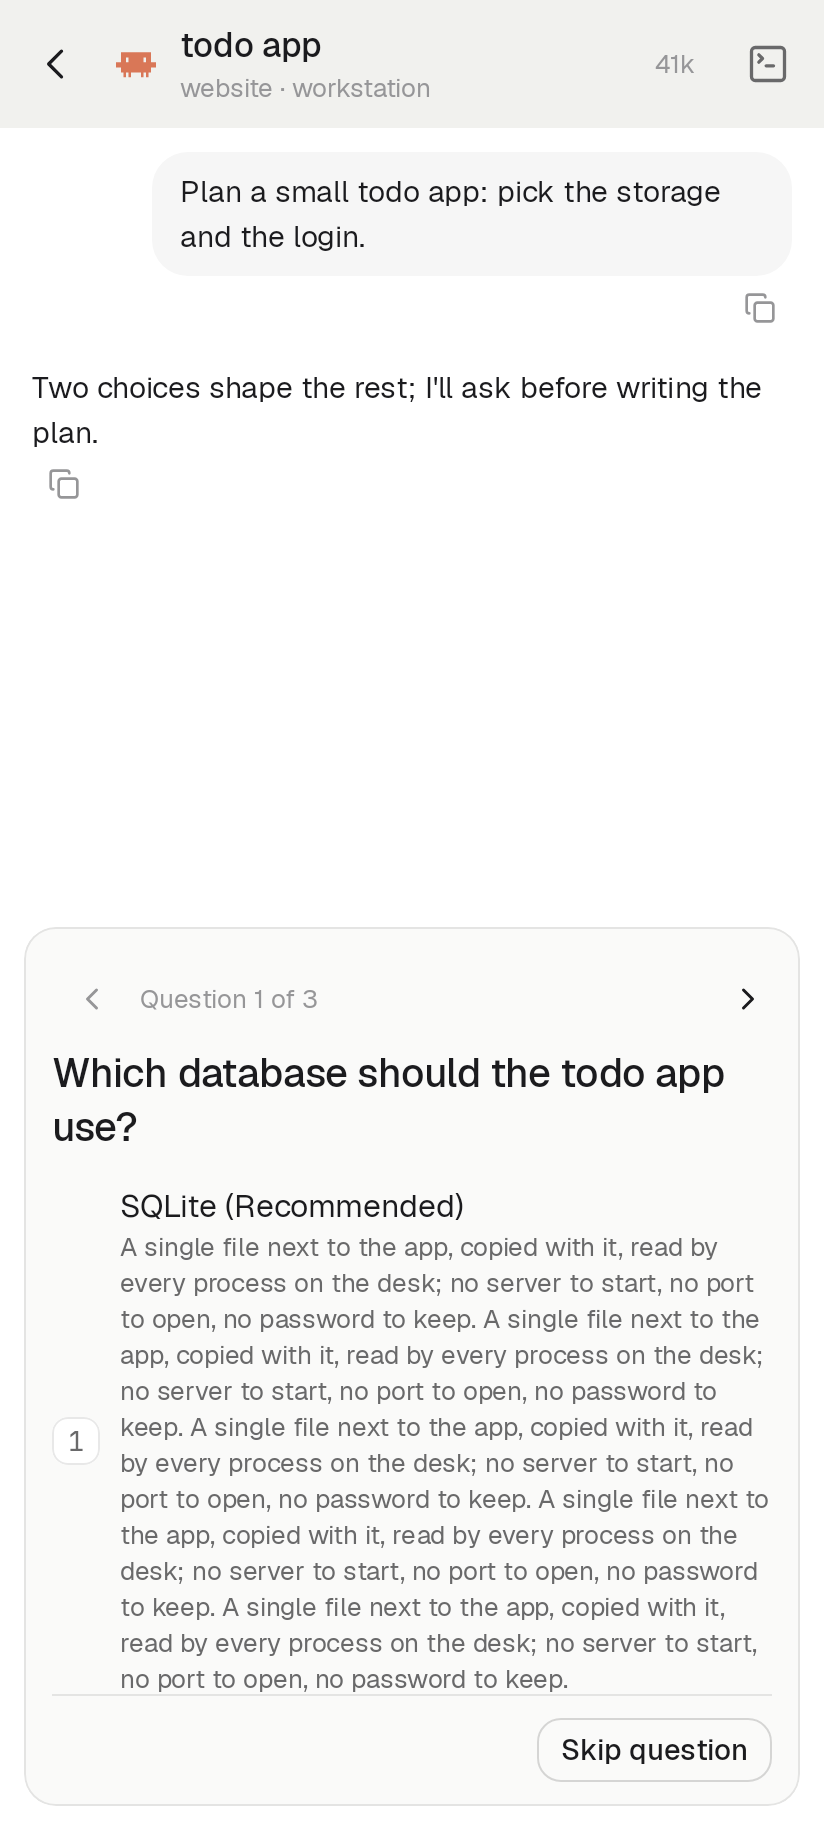 todo app
website · workstation
41k
Plan a small todo app: pick the storage
and the login.
Two choices shape the rest; I'll ask before writing the
plan.
Question 1 of 3
Which database should the todo app
use?
SQLite (Recommended)
A single file next to the app, copied with it, read by
every process on the desk; no server to start, no port
to open, no password to keep. A single file next to the
app, copied with it, read by every process on the desk;
no server to start, no port to open, no password to
keep. A single file next to the app, copied with it, read
1
by every process on the desk; no server to start, no
port to open, no password to keep. A single file next to
the app, copied with it, read by every process on the
desk; no server to start, no port to open, no password
to keep. A single file next to the app, copied with it,
read by every process on the desk; no server to start,
no port to open, no password to keep.
Skip question